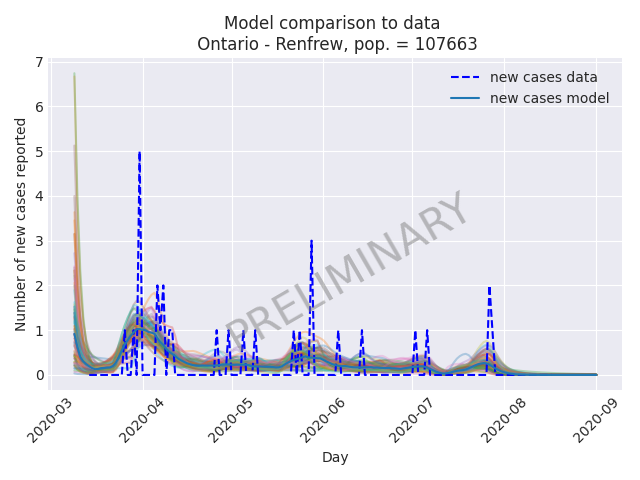 Model comparison to data
Ontario - Renfrew, pop. = 107663
new cases data
new cases model
PRELIMINARY
Number of new cases reported
7
6
5
4
3
2
1
0
2020-03
2020-04
2020-05
2020-06
2020-07
2020-08
2020-09
Day